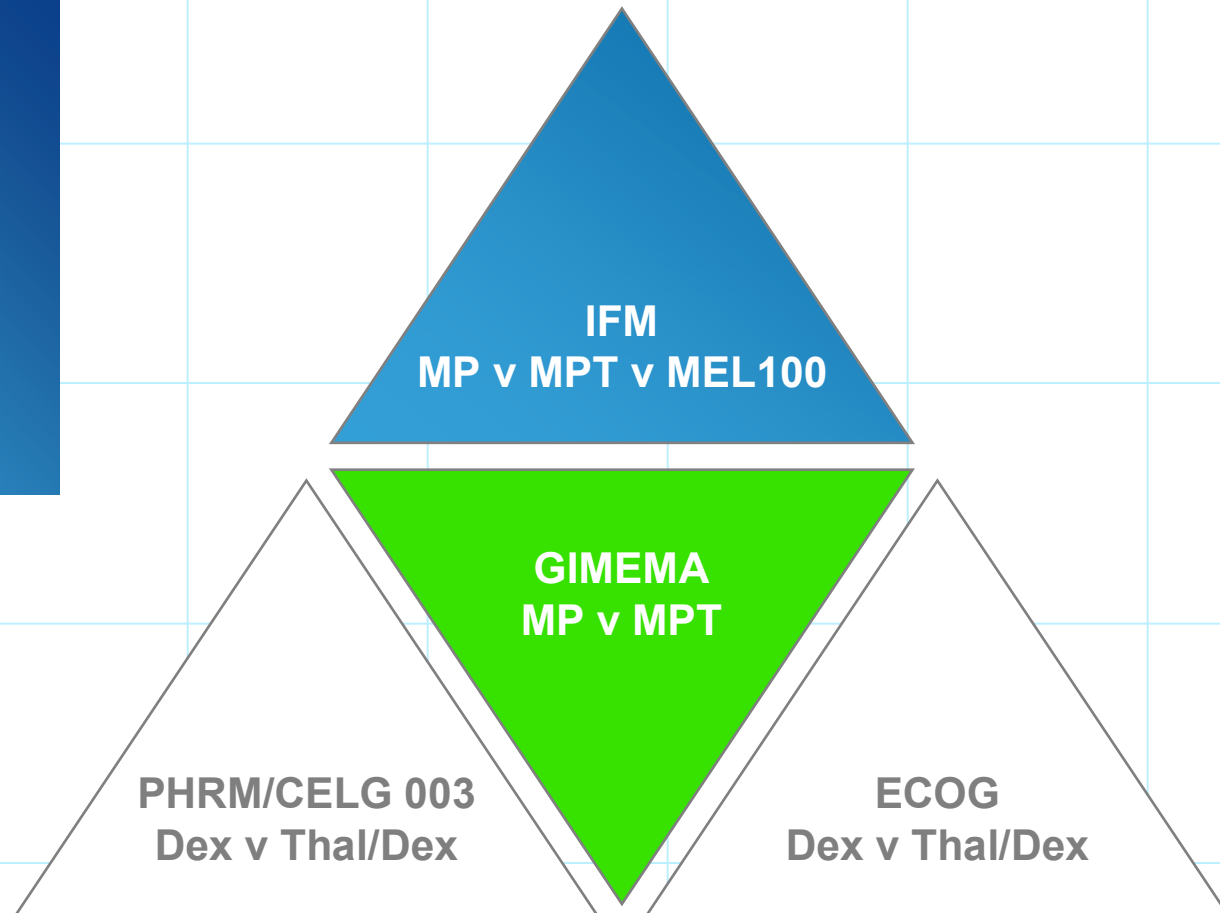 IFM
MP v MPT v MEL100
GIMEMA
MP v MPT
PHRM/CELG 003
Dex v Thal/Dex
ECOG
Dex v Thal/Dex